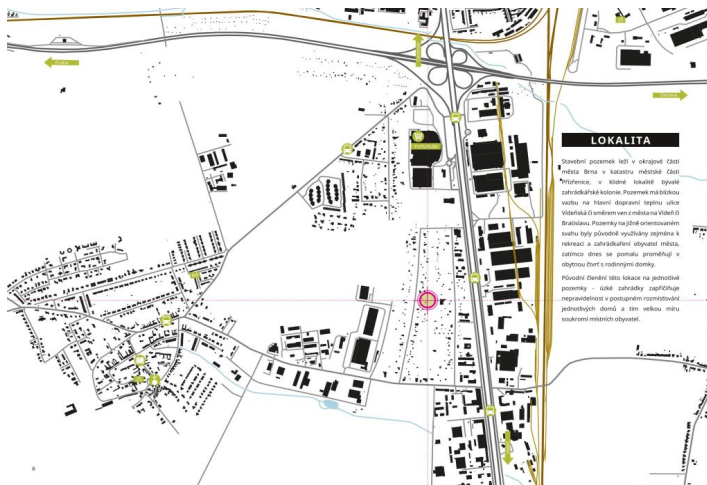 Praha
Ostrava
LOKALITA
Stavební pozemek leží v okrajové části
města Brna v katastru městské části
Přízřenice, v klidné lokalitě bývalé
zahrádkářské kolonie. Pozemek má blízkou
vazbu na hlavní dopravní tepnu ulice
Vídeňská či směrem ven z města na Vídeň či
Bratislavu. Pozemky na jižně orientovaném
svahu byly původně využívány zejména k
rekreaci a zahrádkaření obyvatel města,
zatímco dnes se pomalu proměňují v
obytnou čtvrť s rodinnými domky.
Původní členění této lokace na jednotlivé
pozemky - úzké zahrádky zapříčiňuje
nepravidelnost v postupném rozmísťování
jednotlivých domů a tím velkou míru
soukromí místních obyvatel.
6